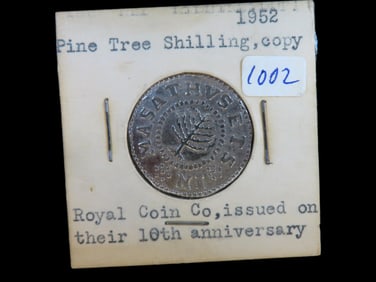 1952
Pine Tree Shilling, copy
1002
MASATHVSETS
Royal Coin Co, issued on
their 10th anniversary